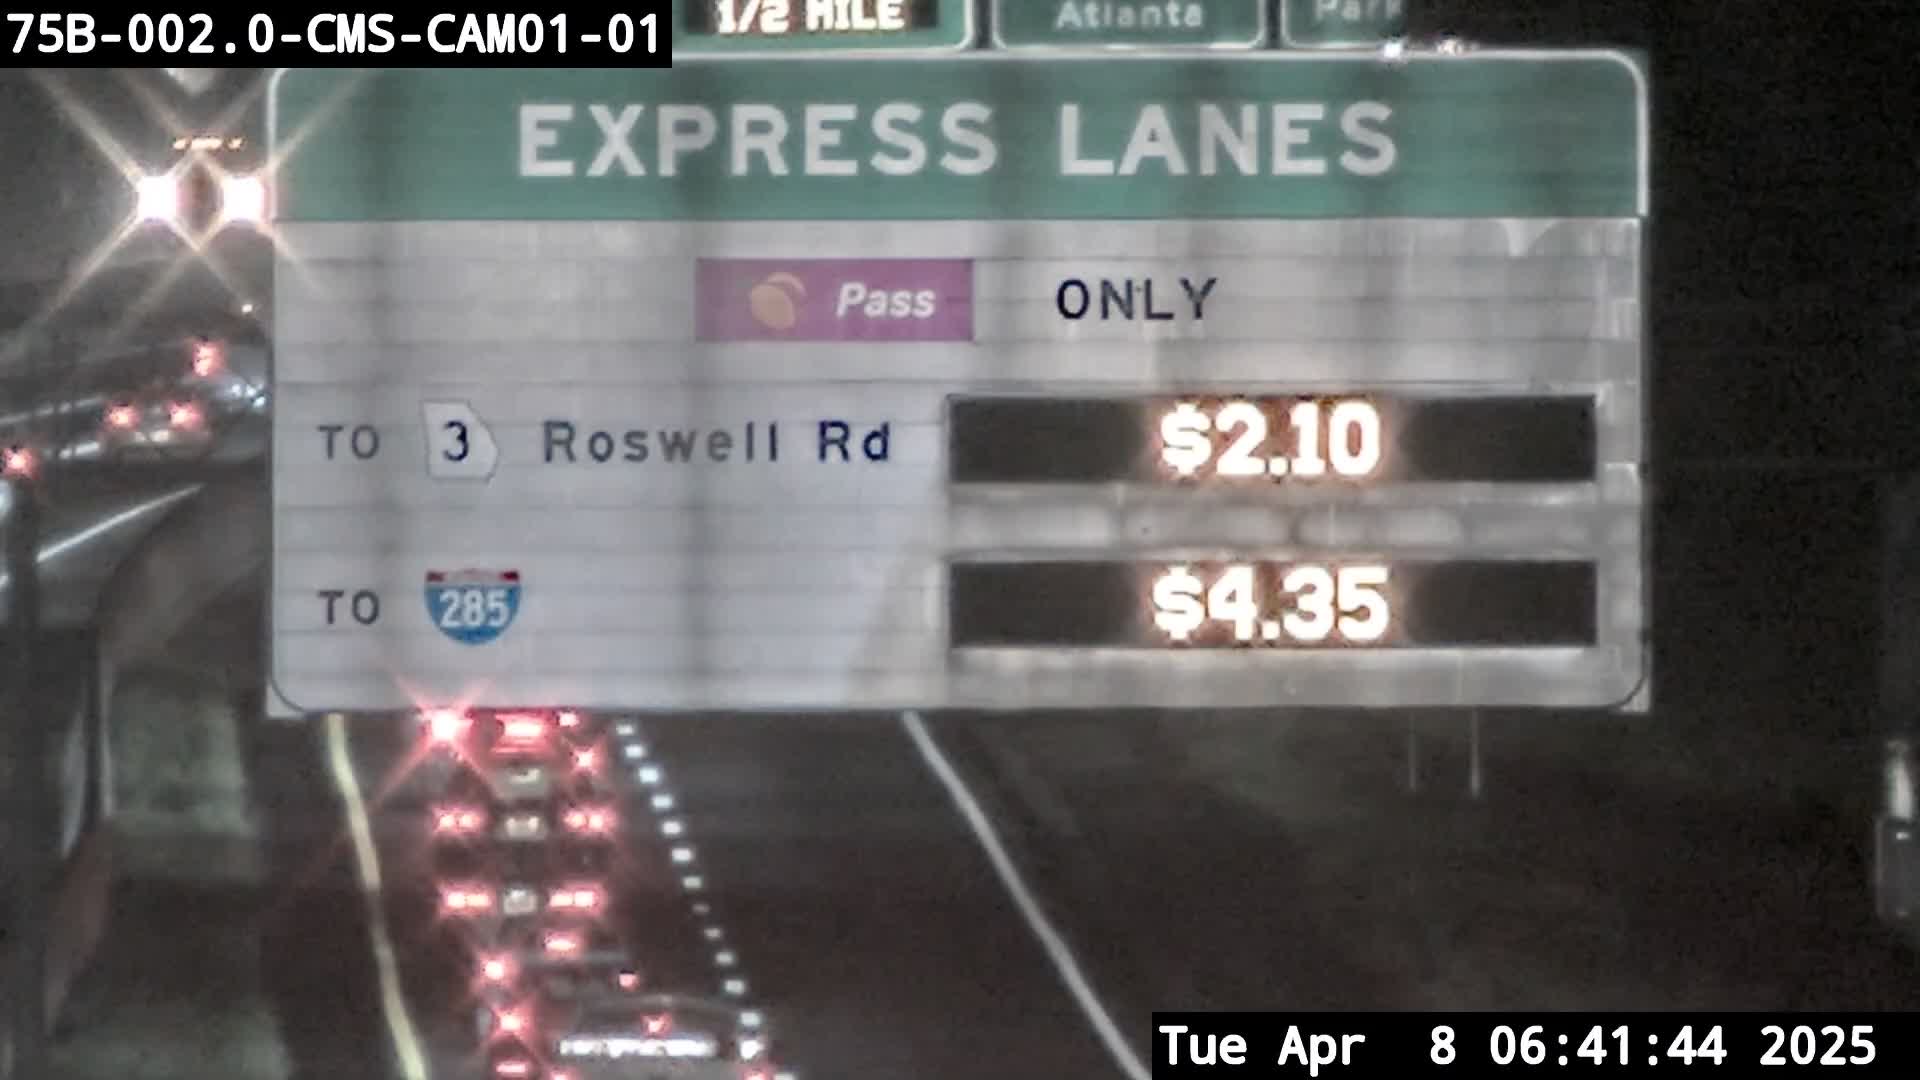 75B-002.0-CMS-CAM01-01
1/2 MILE
Atlanta
Park
EXPRESS LANES
Pass ONLY
TO 3 Roswell Rd $2.10
TO 285 $4.35
Tue Apr 8 06:41:44 2025